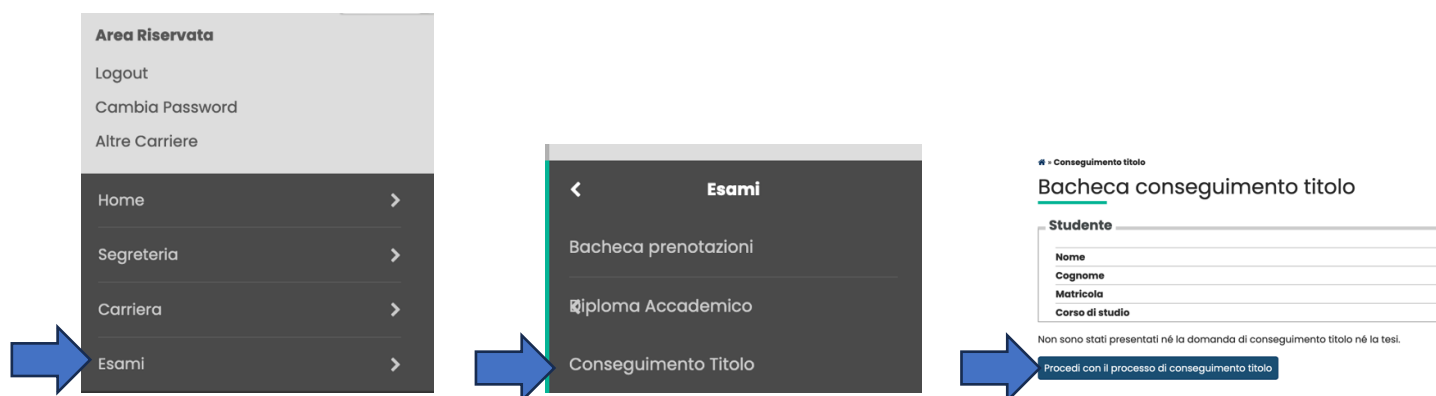 Area Riservata
Logout
Cambia Password
Altre Carriere
Home
Segreteria
Carriera
Esami
Esami
Bacheca prenotazioni
Diploma Accademico
Conseguimento Titolo
» Conseguimento titolo
Bacheca conseguimento titolo
Studente
Nome
Cognome
Matricola
Corso di studio
Non sono stati presentati né la domanda di conseguimento titolo né la tesi.
Procedi con il processo di conseguimento titolo